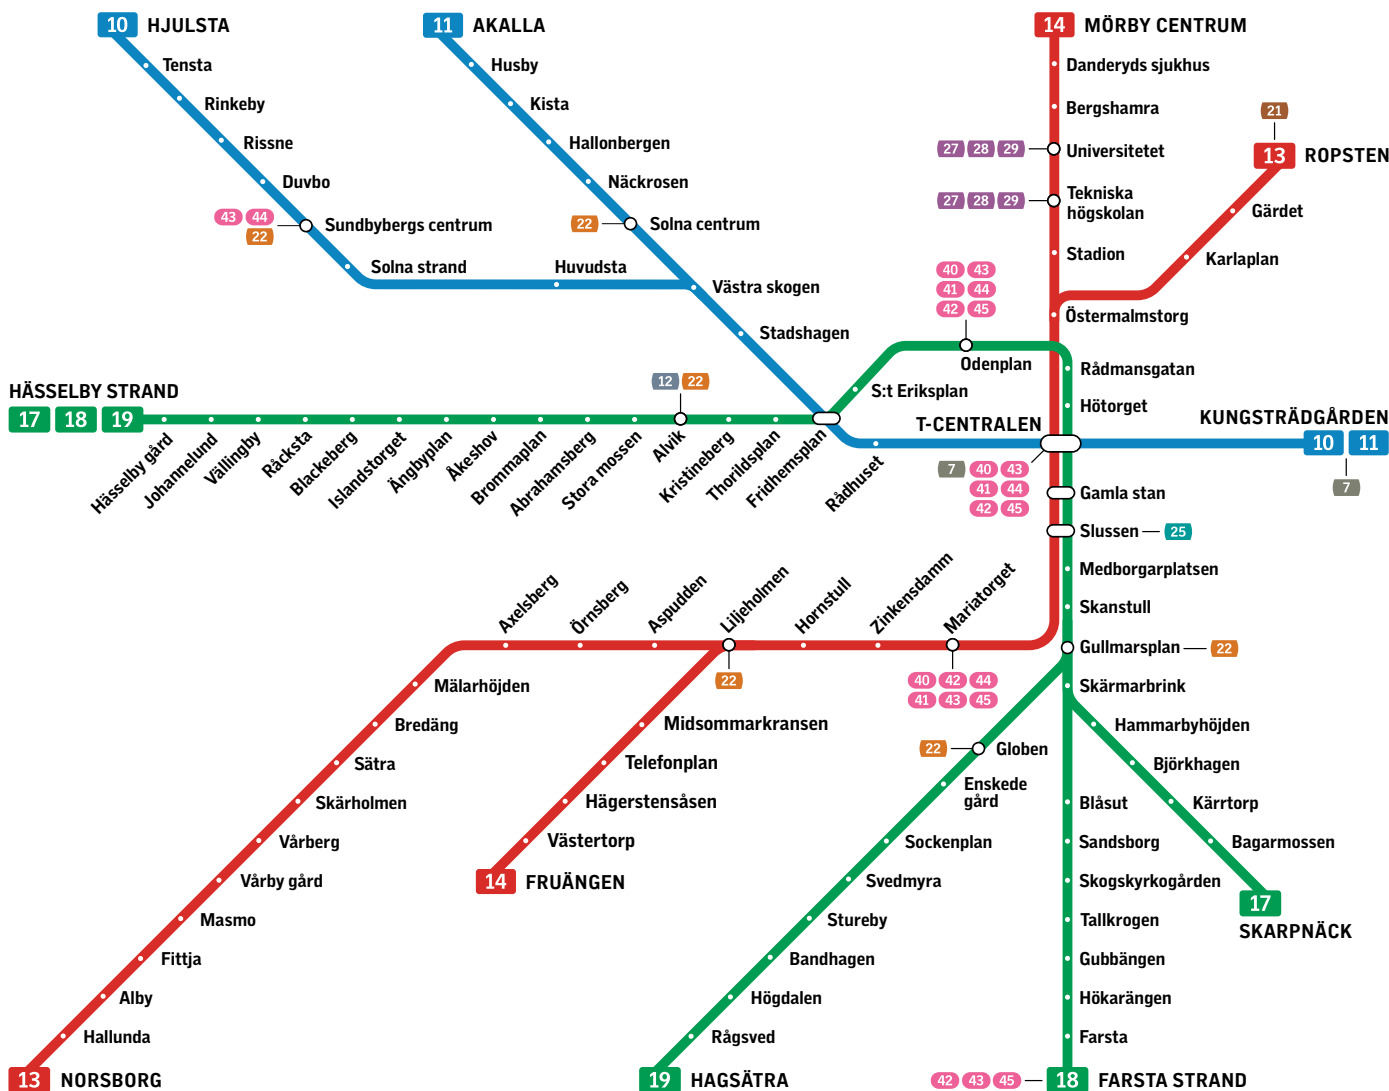 10 HJULSTA
Tensta
Rinkeby
Rissne
Duvbo
43 44
22
Sundbybergs centrum
Solna strand
Huvudsta
11 AKALLA
Husby
Kista
Hallonbergen
Näckrosen
22
Solna centrum
Västra skogen
Stadshagen
14 MÖRBY CENTRUM
Danderyds sjukhus
Bergshamra
27 28 29
Universitetet
27 28 29
Tekniska
högskolan
Stadion
21
13 ROPSTEN
Gärdet
Karlaplan
Östermalmstorg
40 43
41 44
42 45
Odenplan
S:t Eriksplan
Rådmansgatan
Hötorget
HÄSSELBY STRAND
17 18 19
Hässelby gård
Johannelund
Vällingby
Råcksta
Blackeberg
Islandstorget
Ängbyplan
Åkeshov
Brommaplan
Abrahamsberg
Stora mossen
12 22
Alvik
Kristineberg
Thorildsplan
Fridhemsplan
Rådhuset
T-CENTRALEN
7 40 43
41 44
42 45
KUNGSTRÄDGÅRDEN
10 11
7
Gamla stan
Slussen
25
Medborgarplatsen
Skanstull
Gullmarsplan
22
Skärmarbrink
Axelsberg
Örnsberg
Aspudden
Liljeholmen
22
Hornstull
Zinkensdamm
Mariatorget
40 42 44
41 43 45
Mälarhöjden
Bredäng
Sätra
Skärholmen
Vårberg
Vårby gård
Masmo
Fittja
Alby
Hallunda
13 NORSBORG
Midsommarkransen
Telefonplan
Hägerstensåsen
Västertorp
14 FRUÄNGEN
22
Globen
Enskede
gård
Sockenplan
Svedmyra
Stureby
Bandhagen
Högdalen
Rågsved
19 HAGSÄTRA
Hammarbyhöjden
Björkhagen
Kärrtorp
Bagarmossen
17
SKARPNÄCK
Blåsut
Sandsborg
Skogskyrkogården
Tallkrogen
Gubbängen
Hökarängen
Farsta
42 43 45
18 FARSTA STRAND